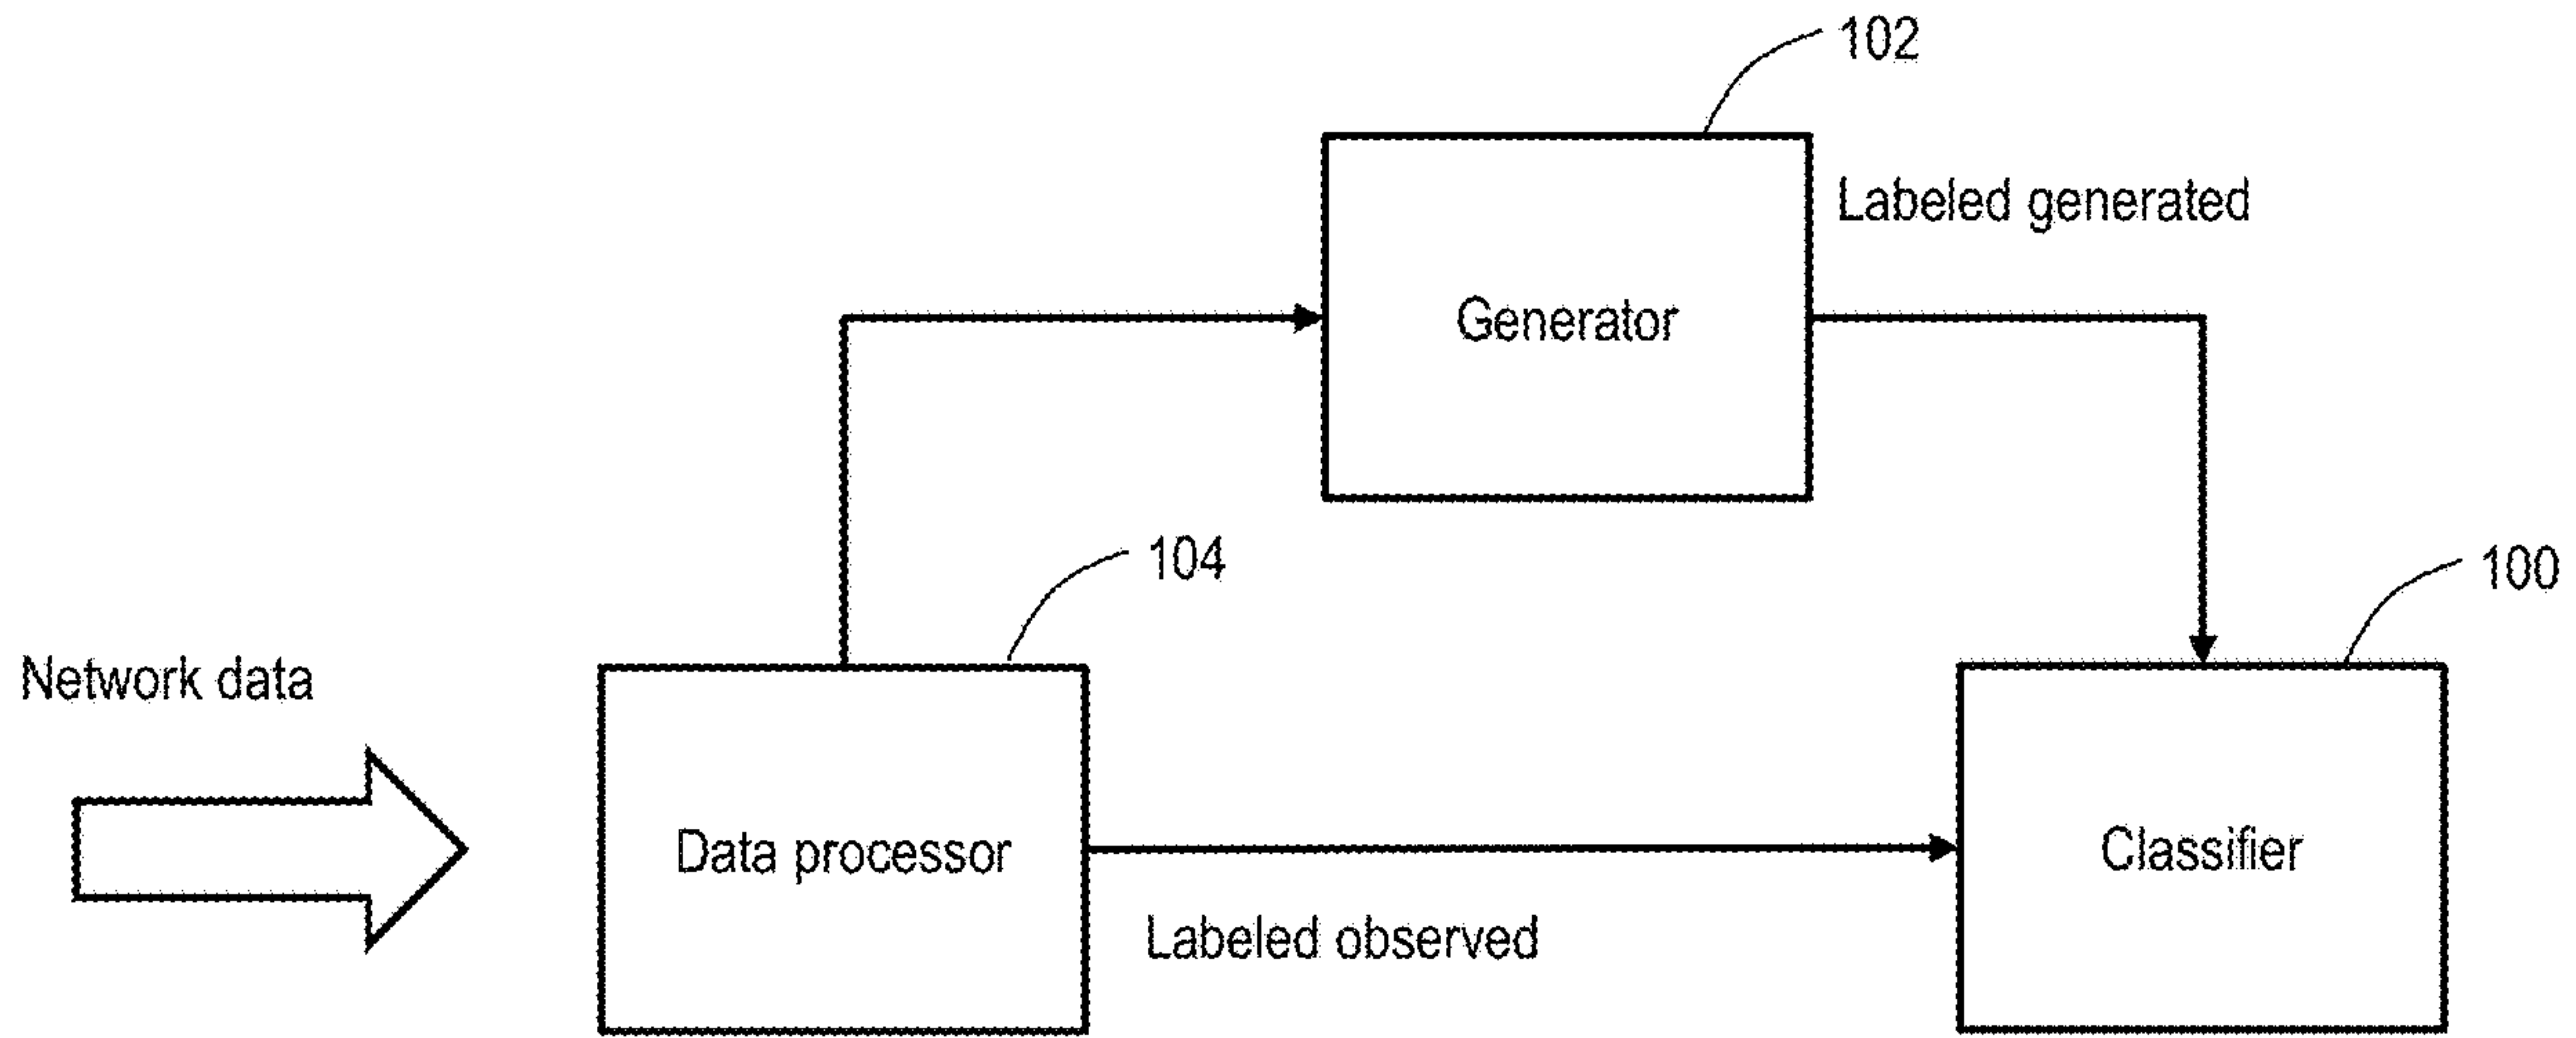 102
Labeled generated
Generator
104
100
Network data
Data processor
Classifier
Labeled observed